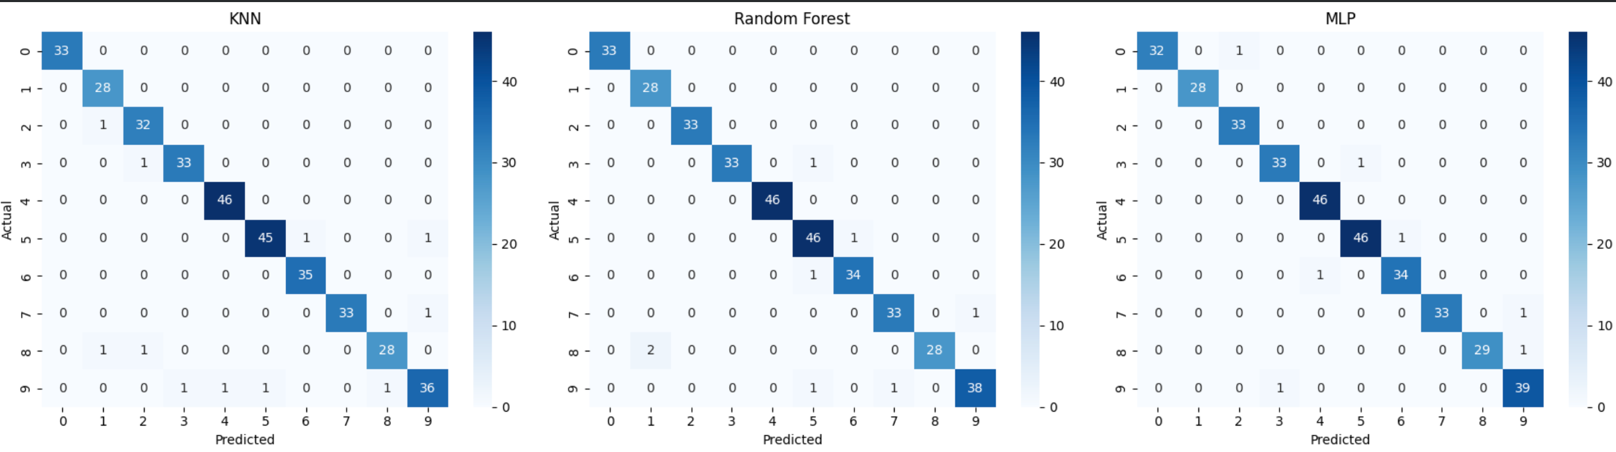 KNN
0 33 0 0 0 0 0 0 0 0 0
1 0 28 0 0 0 0 0 0 0 0
2 0 1 32 0 0 0 0 0 0 0
3 0 0 1 33 0 0 0 0 0 0
4 0 0 0 0 46 0 0 0 0 0
5 0 0 0 0 0 45 1 0 0 1
6 0 0 0 0 0 0 35 0 0 0
7 0 0 0 0 0 0 0 33 0 1
8 0 1 1 0 0 0 0 0 28 0
9 0 0 0 1 1 1 0 0 1 36
0 1 2 3 4 5 6 7 8 9
Actual
Predicted
40
30
20
10
0
Random Forest
0 33 0 0 0 0 0 0 0 0 0
1 0 28 0 0 0 0 0 0 0 0
2 0 0 33 0 0 0 0 0 0 0
3 0 0 0 33 0 1 0 0 0 0
4 0 0 0 0 46 0 0 0 0 0
5 0 0 0 0 0 46 1 0 0 0
6 0 0 0 0 0 1 34 0 0 0
7 0 0 0 0 0 0 0 33 0 1
8 0 2 0 0 0 0 0 0 28 0
9 0 0 0 0 0 1 0 1 0 38
0 1 2 3 4 5 6 7 8 9
Actual
Predicted
40
30
20
10
0
MLP
0 32 0 1 0 0 0 0 0 0 0
1 0 28 0 0 0 0 0 0 0 0
2 0 0 33 0 0 0 0 0 0 0
3 0 0 0 33 0 1 0 0 0 0
4 0 0 0 0 46 0 0 0 0 0
5 0 0 0 0 0 46 1 0 0 0
6 0 0 0 0 1 0 34 0 0 0
7 0 0 0 0 0 0 0 33 0 1
8 0 0 0 0 0 0 0 0 29 1
9 0 0 0 1 0 0 0 0 0 39
0 1 2 3 4 5 6 7 8 9
Actual
Predicted
40
30
20
10
0